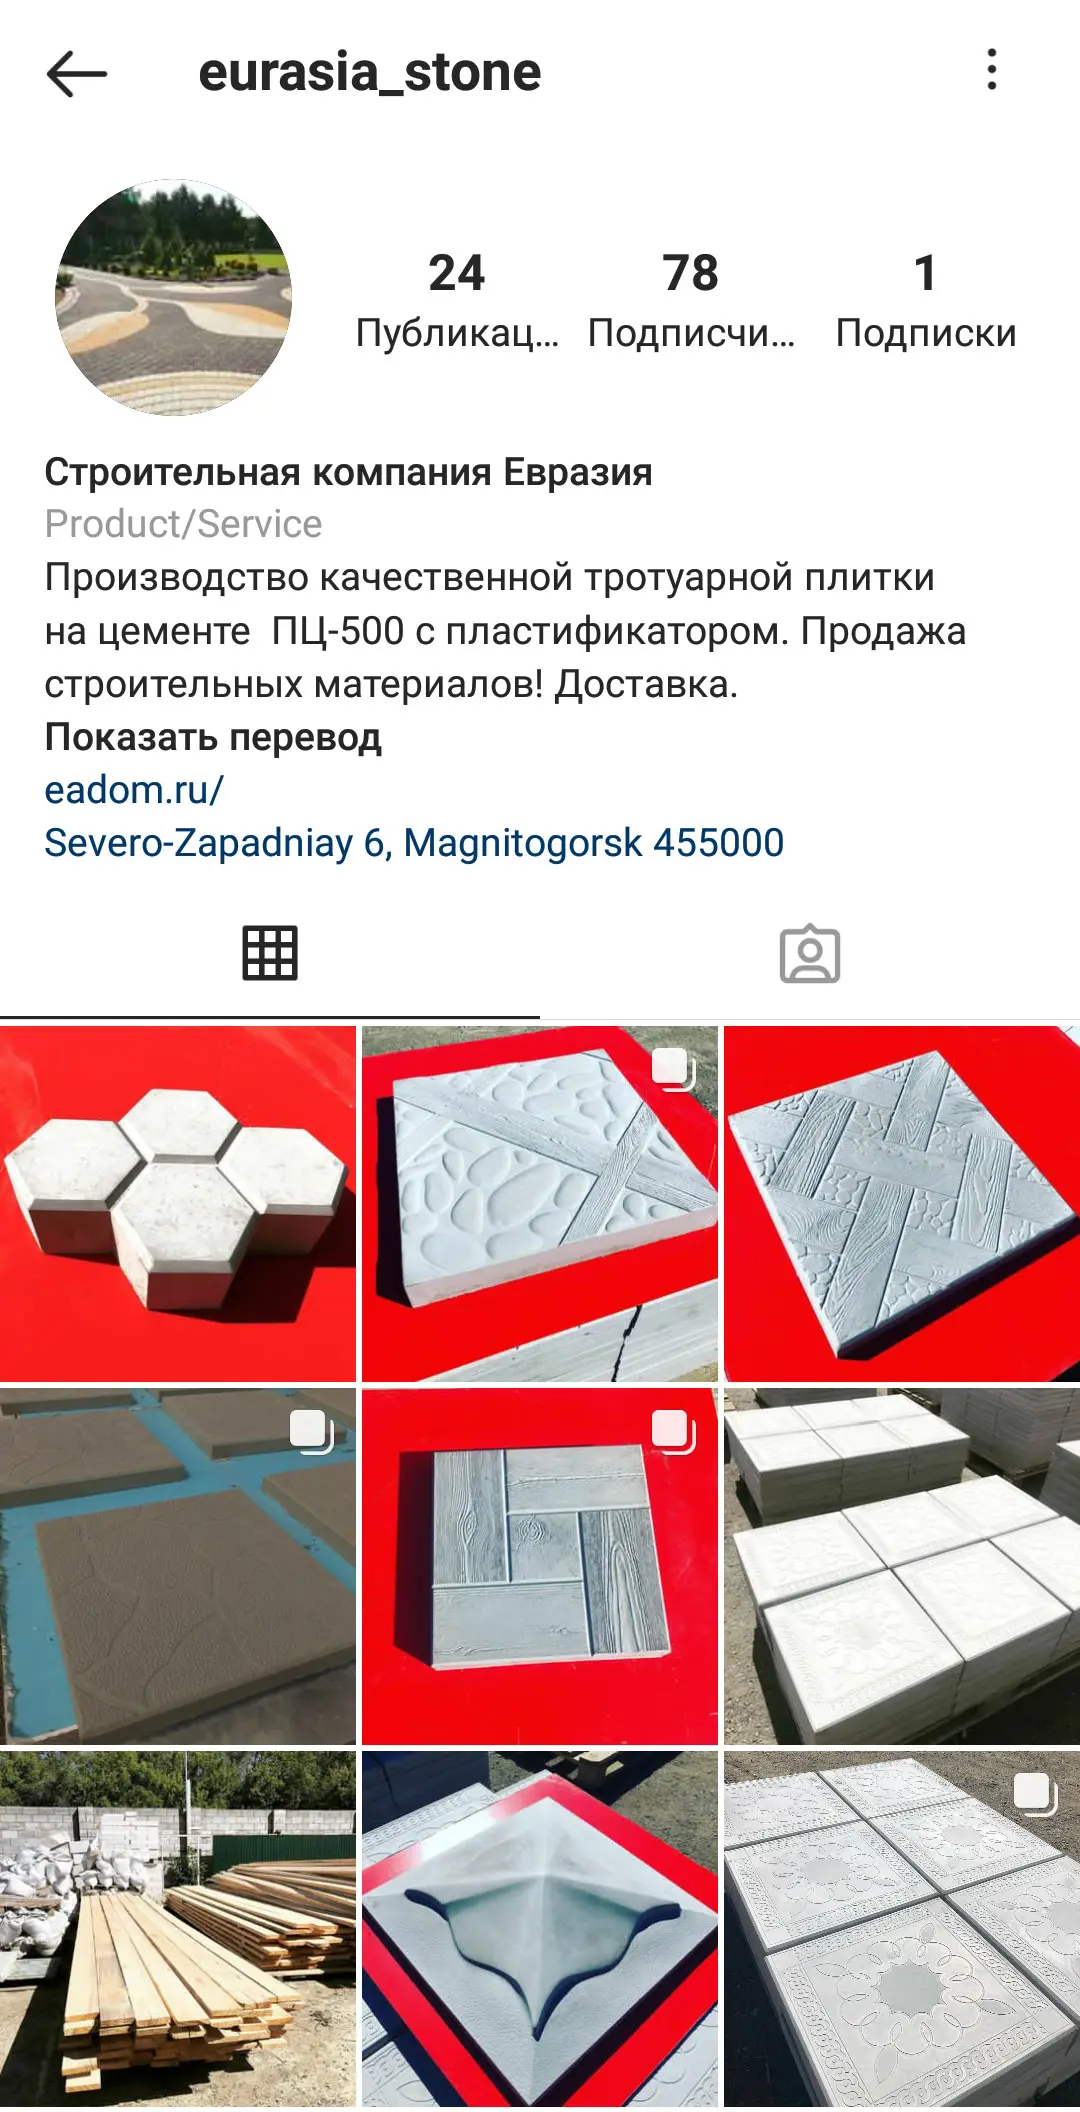 eurasia_stone
24
78
1
Публикац...
Подписчи...
Подписки
Строительная компания Евразия
Product/Service
Производство качественной тротуарной плитки
на цементе  ПЦ-500 с пластификатором. Продажа
строительных материалов! Доставка.
Показать перевод
eadom.ru/
Severo-Zapadniay 6, Magnitogorsk 455000